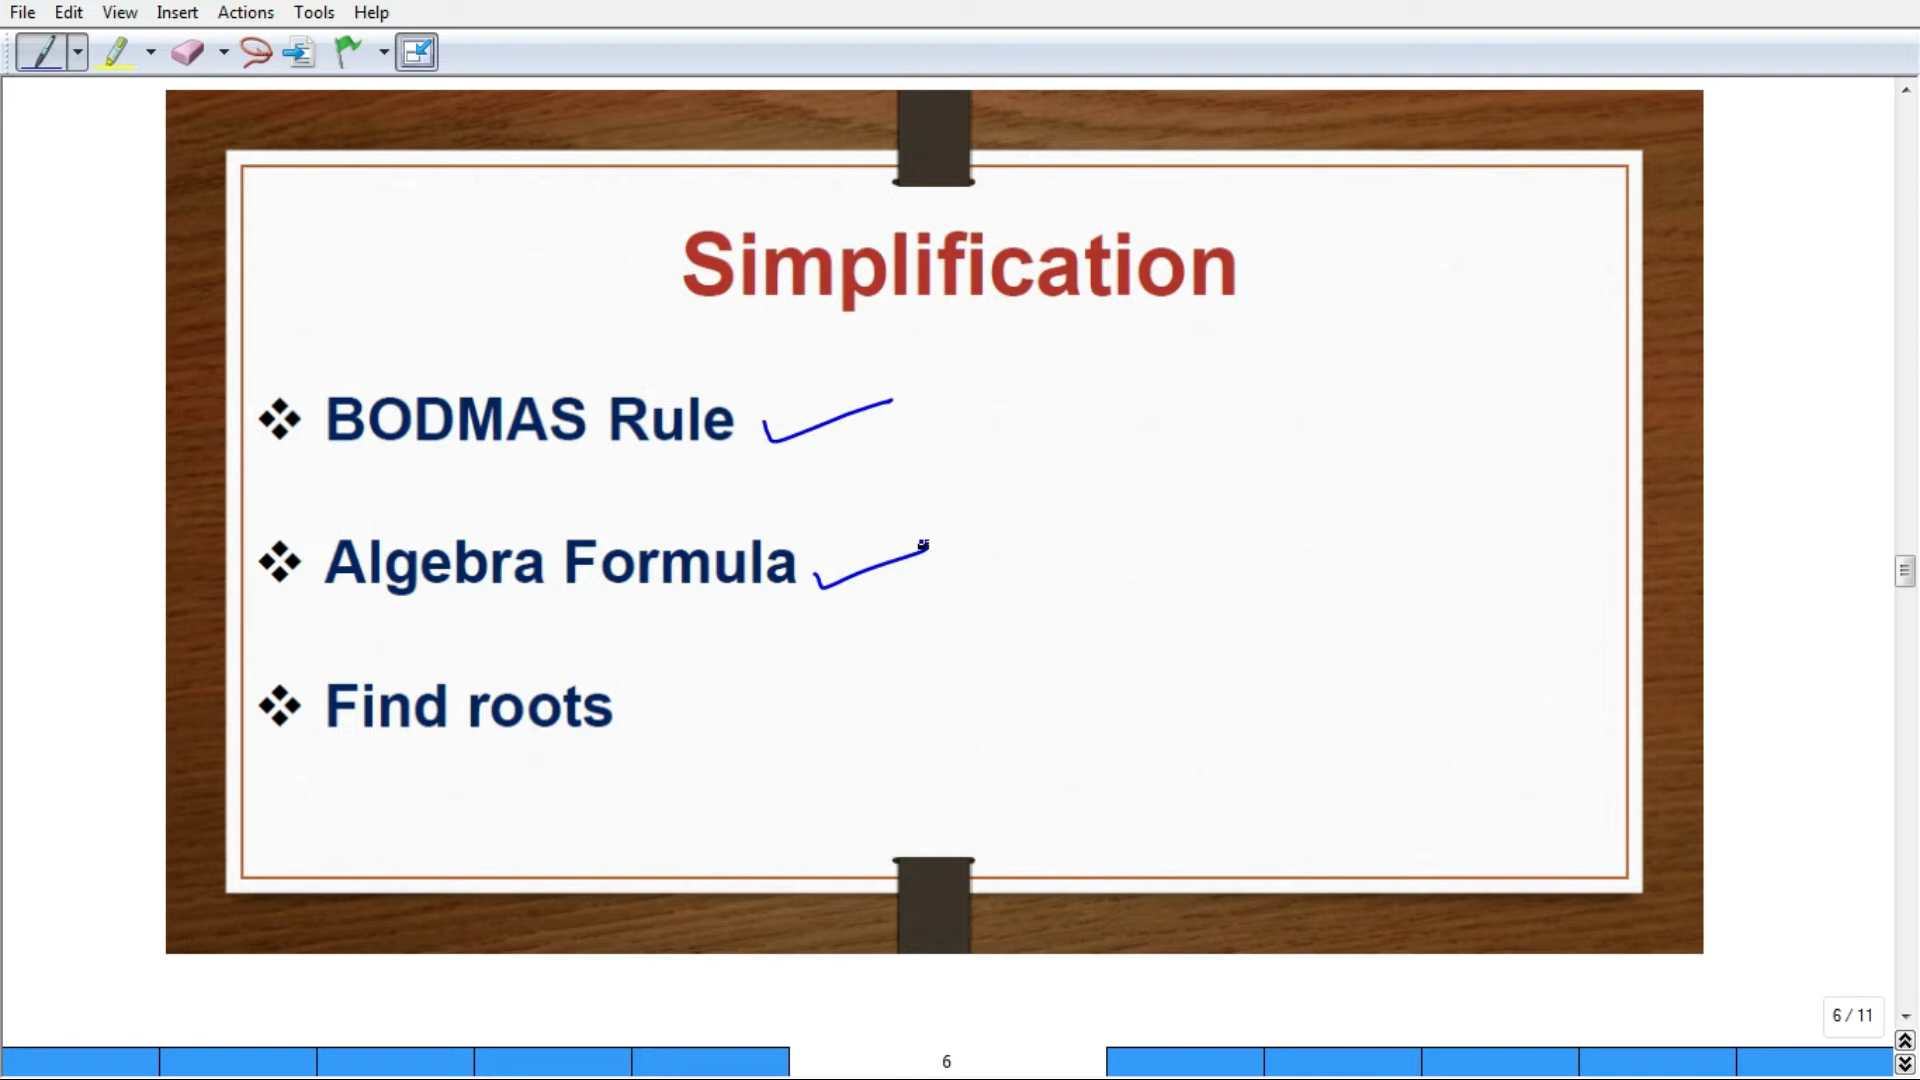 File Edit View Insert Actions Tools Help
Simplification
BODMAS Rule
Algebra Formula
Find roots
6 / 11
6